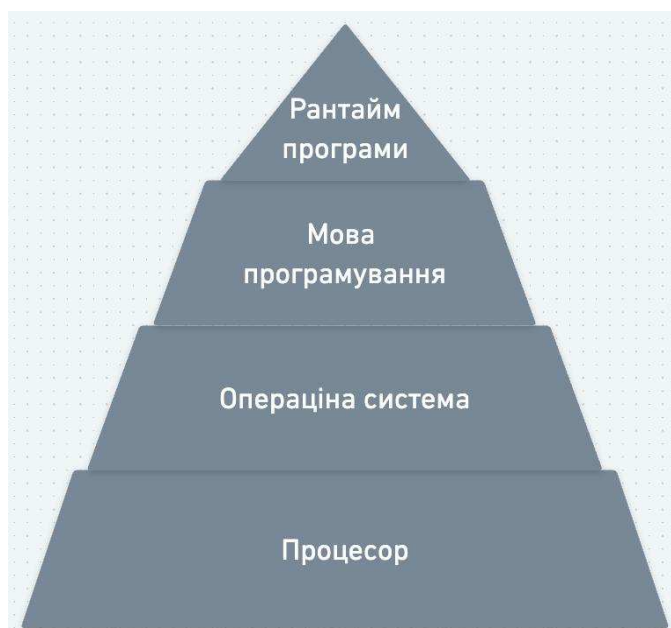 Рантайм
програми
Мова
програмування
Операціна система
Процесор